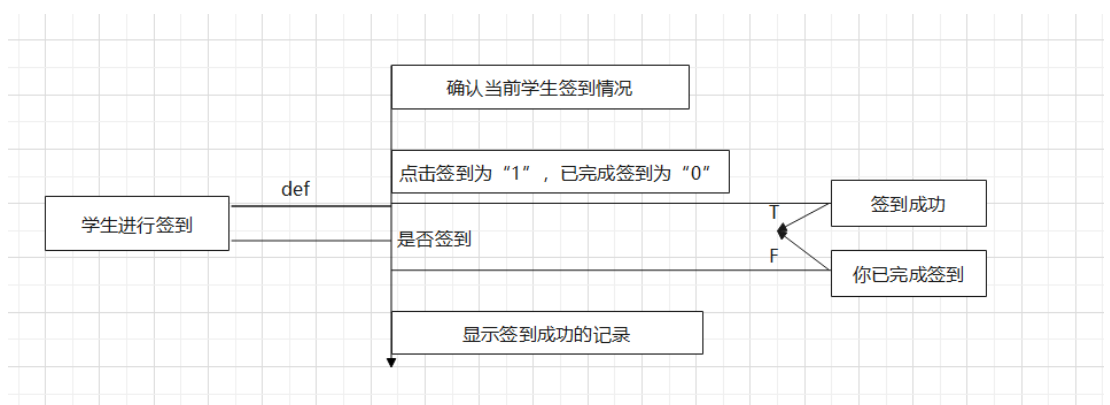 确认当前学生签到情况
点击签到为“1”，已完成签到为“0”
def
学生进行签到
是否签到
T
签到成功
F
你已完成签到
显示签到成功的记录